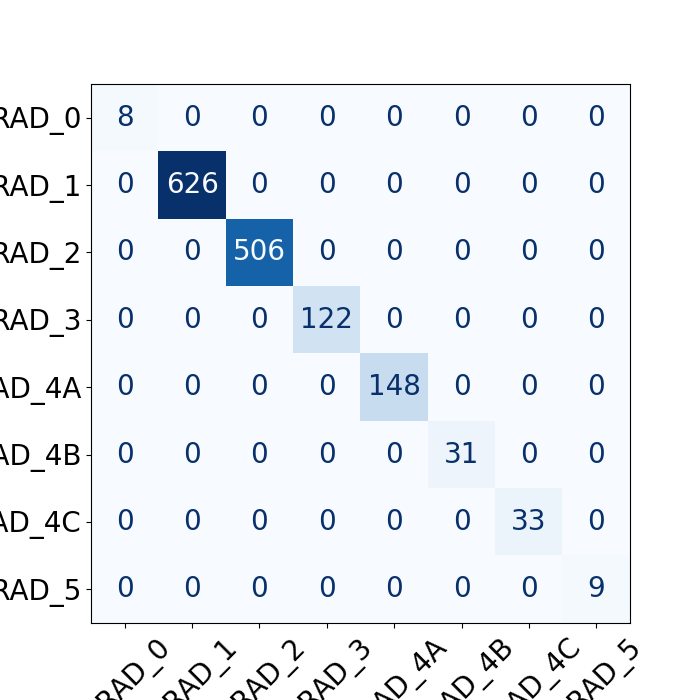 RAD_0 8 0 0 0 0 0 0 0
RAD_1 0 626 0 0 0 0 0 0
RAD_2 0 0 506 0 0 0 0 0
RAD_3 0 0 0 122 0 0 0 0
AD_4A 0 0 0 0 148 0 0 0
AD_4B 0 0 0 0 0 31 0 0
AD_4C 0 0 0 0 0 0 33 0
RAD_5 0 0 0 0 0 0 0 9
RAD_0 RAD_1 RAD_2 RAD_3 AD_4A AD_4B AD_4C RAD_5